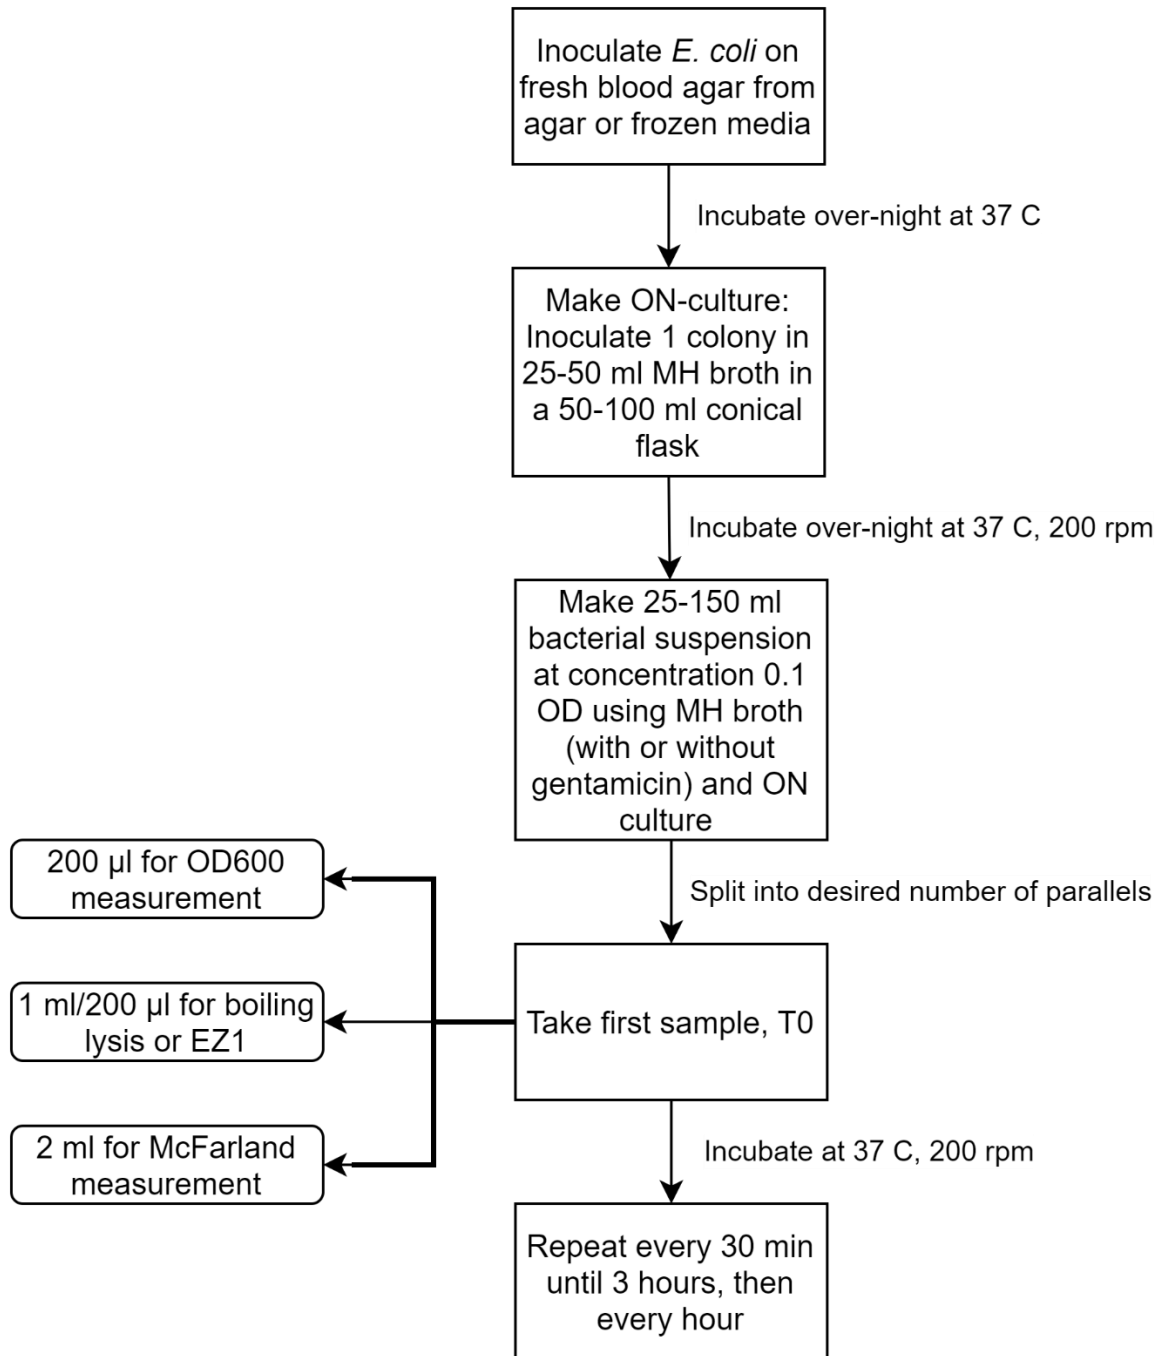 Inoculate E. coli on
fresh blood agar from
agar or frozen media
Incubate over-night at 37 C
Make ON-culture:
Inoculate 1 colony in
25-50 ml MH broth in
a 50-100 ml conical
flask
Incubate over-night at 37 C, 200 rpm
Make 25-150 ml
bacterial suspension
at concentration 0.1
OD using MH broth
(with or without
gentamicin) and ON
culture
Split into desired number of parallels
Take first sample, T0
200 µl for OD600
measurement
1 ml/200 µl for boiling
lysis or EZ1
2 ml for McFarland
measurement
Incubate at 37 C, 200 rpm
Repeat every 30 min
until 3 hours, then
every hour